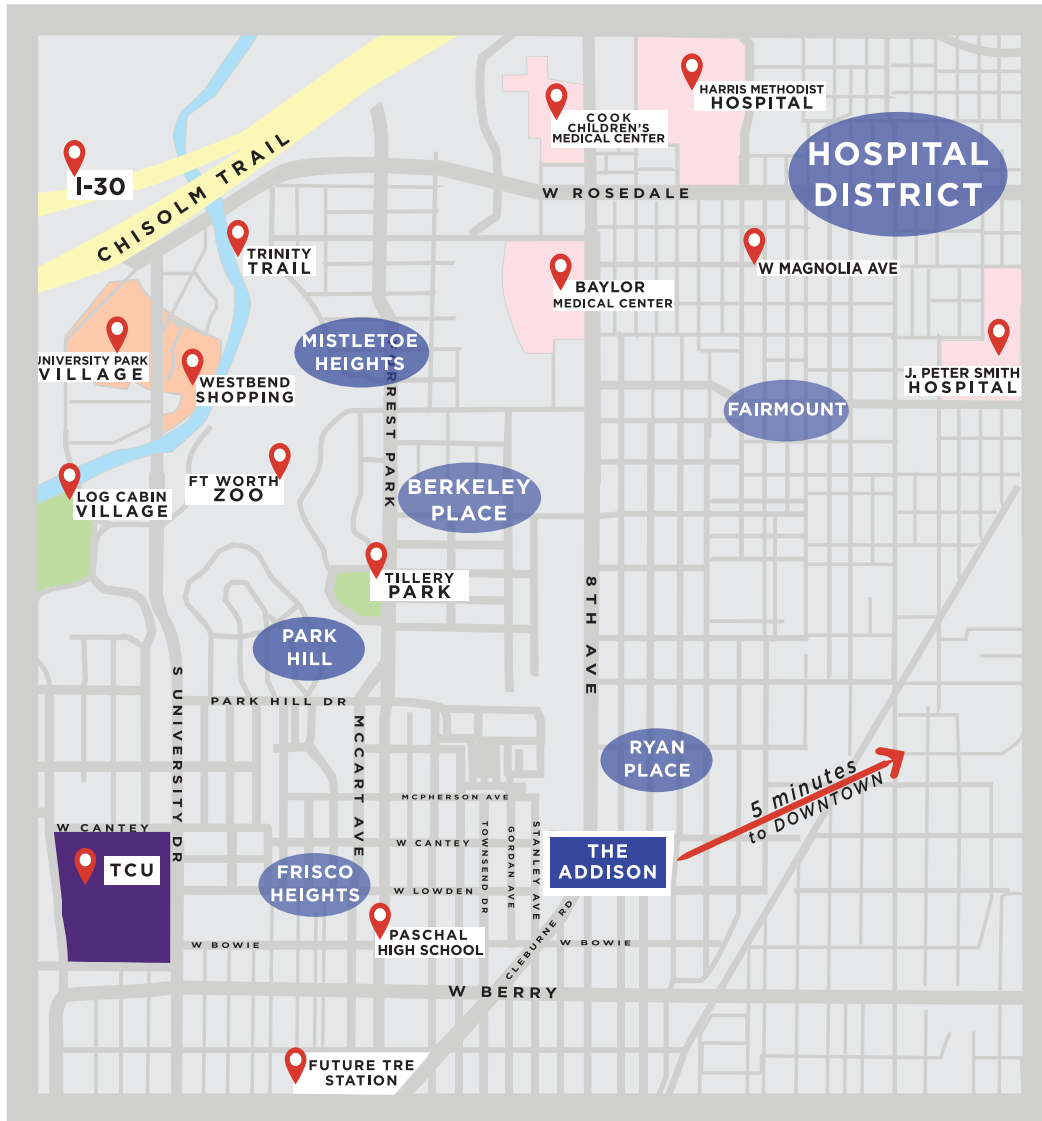 HARRIS METHODIST
HOSPITAL
COOK
CHILDREN'S
MEDICAL CENTER
HOSPITAL
DISTRICT
I-30
CHISOLM TRAIL
W ROSEDALE
TRINITY
TRAIL
W MAGNOLIA AVE
BAYLOR
MEDICAL CENTER
MISTLETOE
HEIGHTS
UNIVERSITY PARK
VILLAGE
WESTBEND
SHOPPING
J. PETER SMITH
HOSPITAL
RREST PARK
FAIRMOUNT
FT WORTH
ZOO
LOG CABIN
VILLAGE
BERKELEY
PLACE
TILLERY
PARK
8TH AVE
PARK
HILL
S UNIVERSITY DR
PARK HILL DR
MCCART AVE
RYAN
PLACE
5 minutes
to DOWNTOWN
MCPHERSON AVE
W CANTEY
W CANTEY
TOWNSEND DR
GORDAN AVE
STANLEY AVE
THE
ADDISON
TCU
FRISCO
HEIGHTS
W LOWDEN
CLEBURNE RD
PASCHAL
HIGH SCHOOL
W BOWIE
W BOWIE
W BERRY
FUTURE TRE
STATION